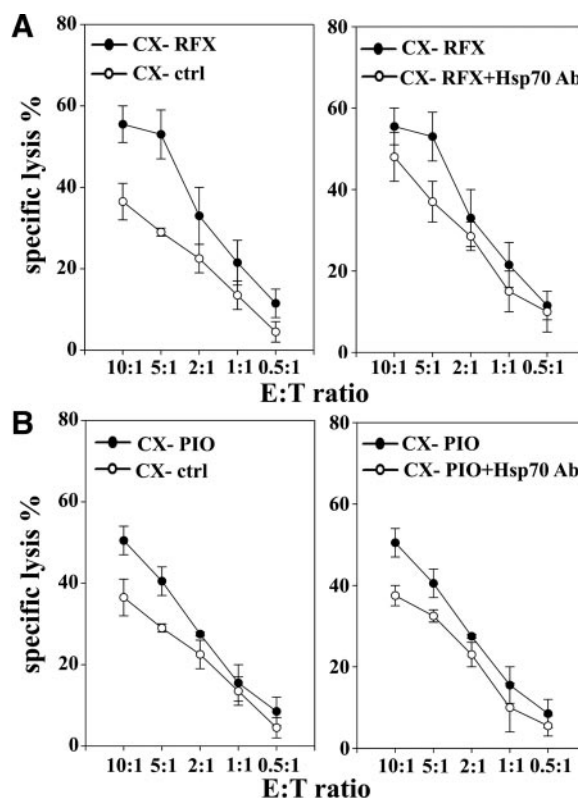 A
CX- RFX
CX- ctrl
specific lysis %
80
60
40
20
0
10:1 5:1 2:1 1:1 0.5:1
CX- RFX
CX- RFX+Hsp70 Ab
80
60
40
20
0
10:1 5:1 2:1 1:1 0.5:1
E:T ratio
B
CX- PIO
CX- ctrl
specific lysis %
80
60
40
20
0
10:1 5:1 2:1 1:1 0.5:1
CX- PIO
CX- PIO+Hsp70 Ab
80
60
40
20
0
10:1 5:1 2:1 1:1 0.5:1
E:T ratio